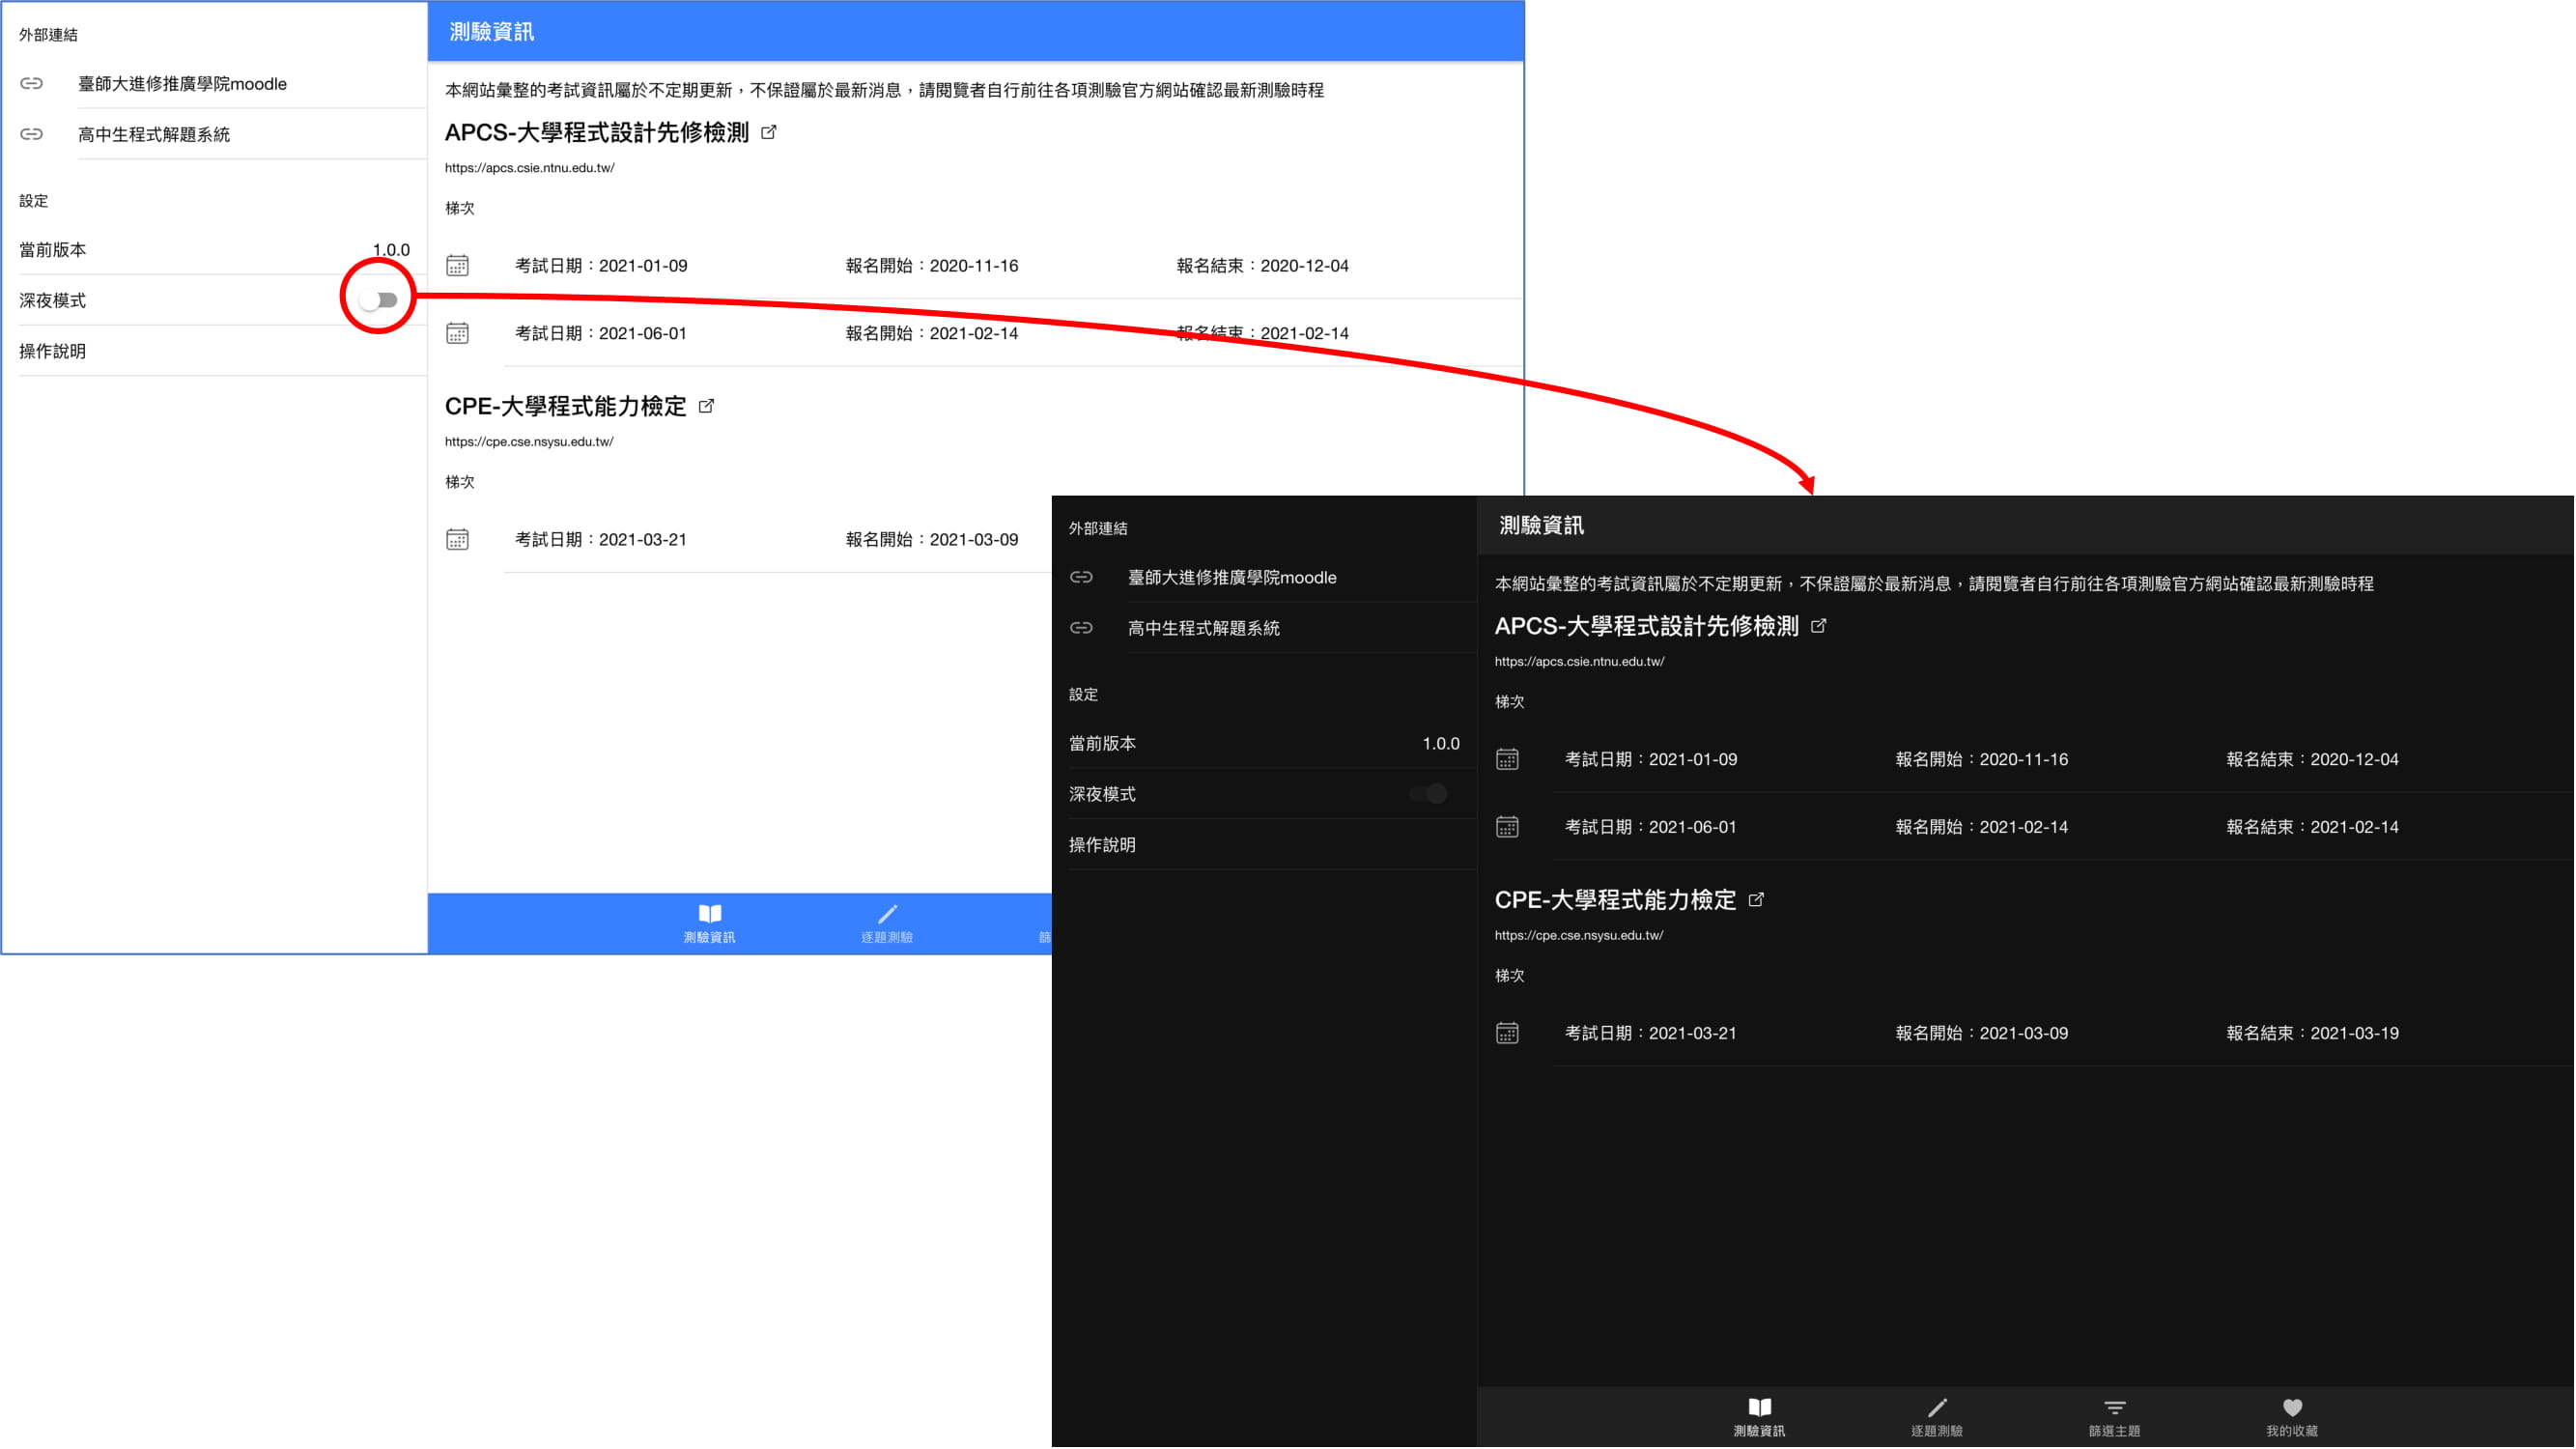 外部連結
臺師大進修推廣學院moodle
高中生程式解題系統
設定
當前版本 1.0.0
深夜模式
操作說明
測驗資訊
本網站彙整的考試資訊屬於不定期更新，不保證屬於最新消息，請閱覽者自行前往各項測驗官方網站確認最新測驗時程
APCS-大學程式設計先修檢測
https://apcs.csie.ntnu.edu.tw/
梯次
考試日期：2021-01-09 報名開始：2020-11-16 報名結束：2020-12-04
考試日期：2021-06-01 報名開始：2021-02-14 報名結束：2021-02-14
CPE-大學程式能力檢定
https://cpe.cse.nsysu.edu.tw/
梯次
考試日期：2021-03-21 報名開始：2021-03-09
測驗資訊 逐題測驗 篩
外部連結
臺師大進修推廣學院moodle
高中生程式解題系統
設定
當前版本 1.0.0
深夜模式
操作說明
測驗資訊
本網站彙整的考試資訊屬於不定期更新，不保證屬於最新消息，請閱覽者自行前往各項測驗官方網站確認最新測驗時程
APCS-大學程式設計先修檢測
https://apcs.csie.ntnu.edu.tw/
梯次
考試日期：2021-01-09 報名開始：2020-11-16 報名結束：2020-12-04
考試日期：2021-06-01 報名開始：2021-02-14 報名結束：2021-02-14
CPE-大學程式能力檢定
https://cpe.cse.nsysu.edu.tw/
梯次
考試日期：2021-03-21 報名開始：2021-03-09 報名結束：2021-03-19
測驗資訊 逐題測驗 篩選主題 我的收藏